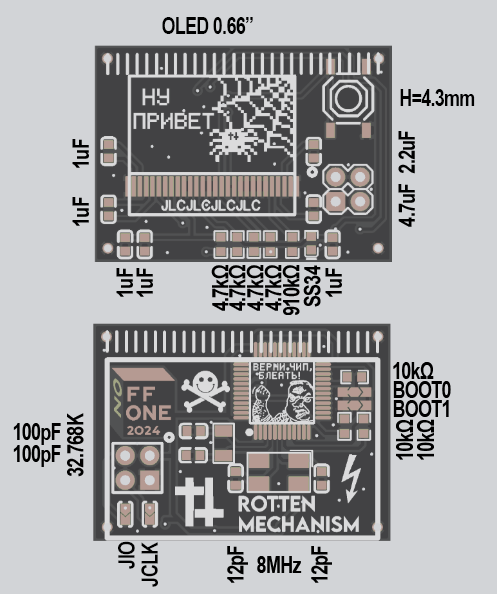 OLED 0.66”
H=4.3mm
НУ
ПРИВЕТ
1uF
2.2uF
1uF
4.7uF
JLCJLCJLCJLC
1uF
1uF
4.7kΩ
4.7kΩ
4.7kΩ
4.7kΩ
910kΩ
SS34
1uF
ВЕРНИ,ЧИП,
БЛЕАТЬ!
NO
FF
ONE
2024
10kΩ
BOOT0
BOOT1
10kΩ
10kΩ
100pF
100pF
32.768K
ROTTEN
MECHANISM
JIO
JCLK
12pF
8MHz
12pF